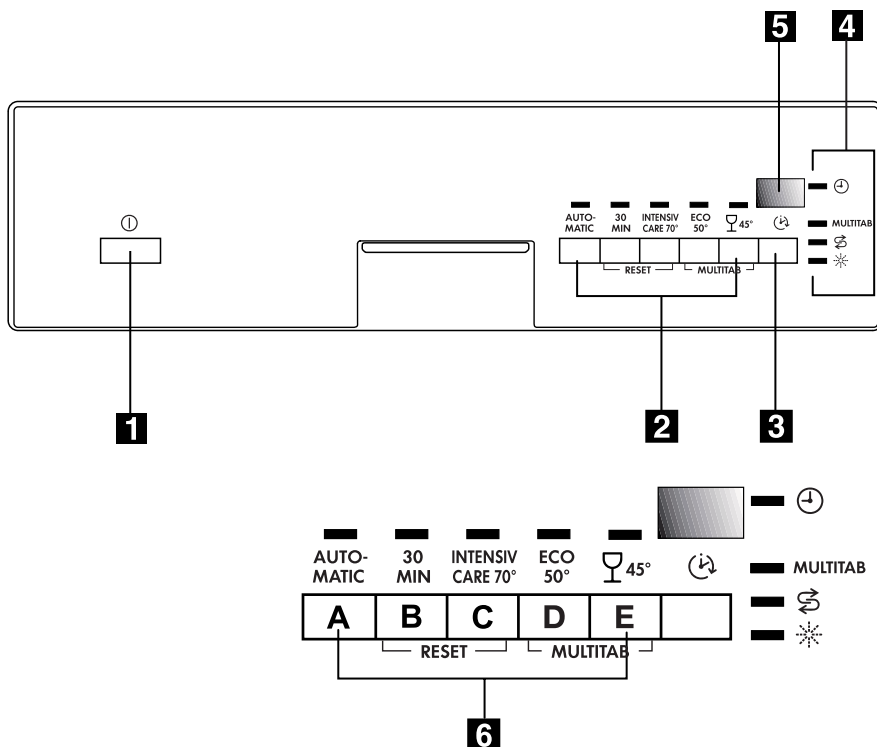 5 4
AUTO-
MATIC
30
MIN
INTENSIV
CARE 70°
ECO
50°
45°
MULTITAB
RESET MULTITAB
1 2 3
AUTO-
MATIC
30
MIN
INTENSIV
CARE 70°
ECO
50°
45°
MULTITAB
A B C D E
RESET MULTITAB
6